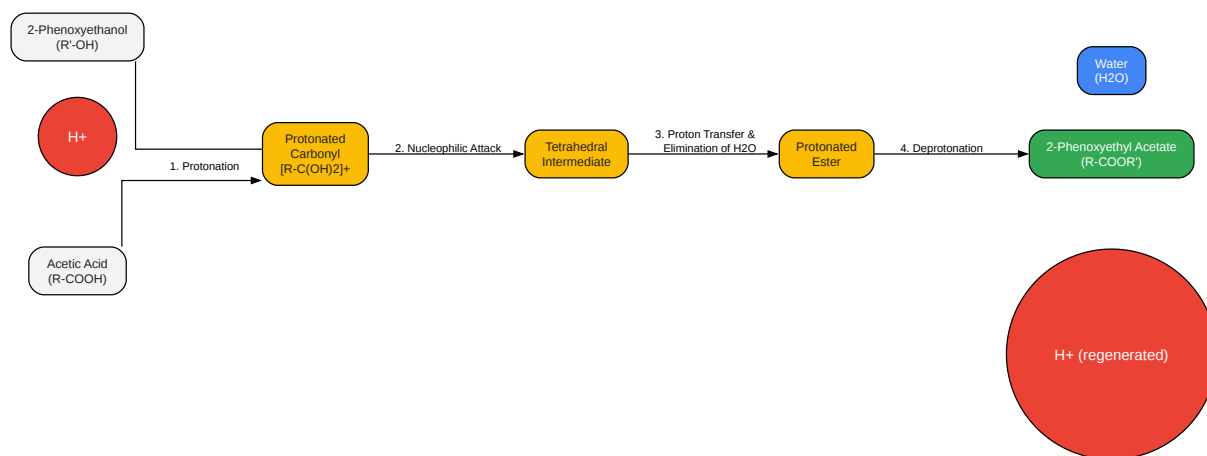 2-Phenoxyethanol
(R'-OH)
H+
Acetic Acid
(R-COOH)
1. Protonation
Protonated
Carbonyl
[R-C(OH)2]+
2. Nucleophilic Attack
Tetrahedral
Intermediate
3. Proton Transfer &
Elimination of H2O
Protonated
Ester
4. Deprotonation
Water
(H2O)
2-Phenoxyethyl Acetate
(R-COOR')
H+ (regenerated)